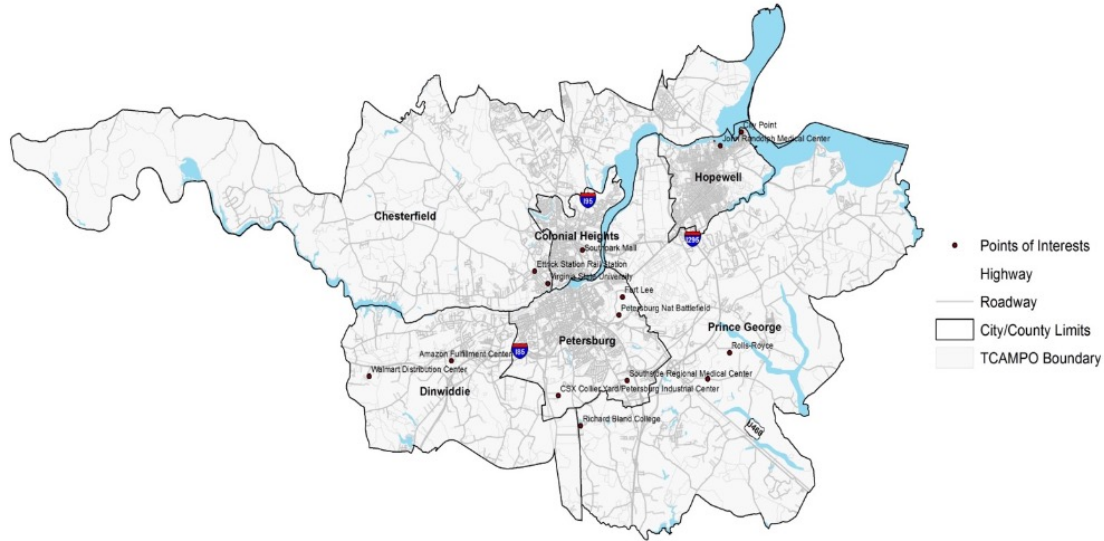 City Point
John Randolph Medical Center
Hopewell
I95
Chesterfield
Colonial Heights
I295
Southpark Mall
Points of Interests
Ettrick Station Rail Station
Highway
Virginia State University
Fort Lee
Roadway
Petersburg Nat Battlefield
Prince George
City/County Limits
Petersburg
Rolls-Royce
Amazon Fulfillment Center
I85
TCAMPO Boundary
Walmart Distribution Center
Southside Regional Medical Center
Dinwiddie
CSX Collier Yard/Petersburg Industrial Center
Richard Bland College
U460